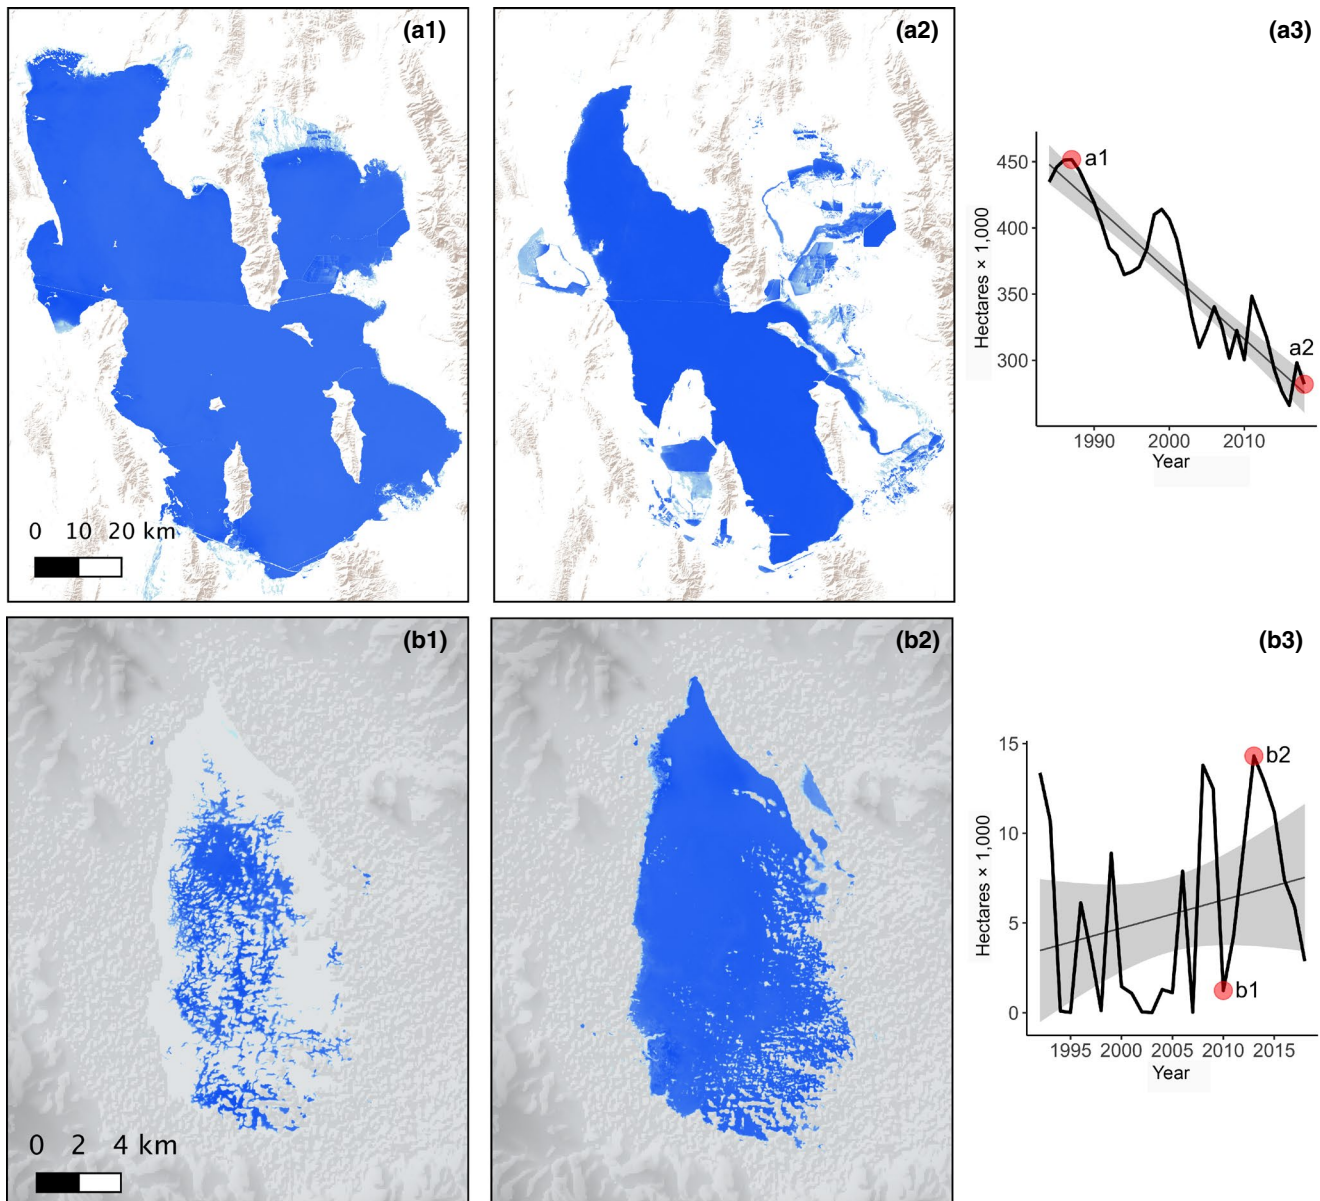 (a1)
(a2)
(a3)
0 10 20 km
Hectares × 1,000
450
400
350
300
a1
a2
1990 2000 2010
Year
(b1)
(b2)
(b3)
0 2 4 km
Hectares × 1,000
15
10
5
0
b2
b1
1995 2000 2005 2010 2015
Year